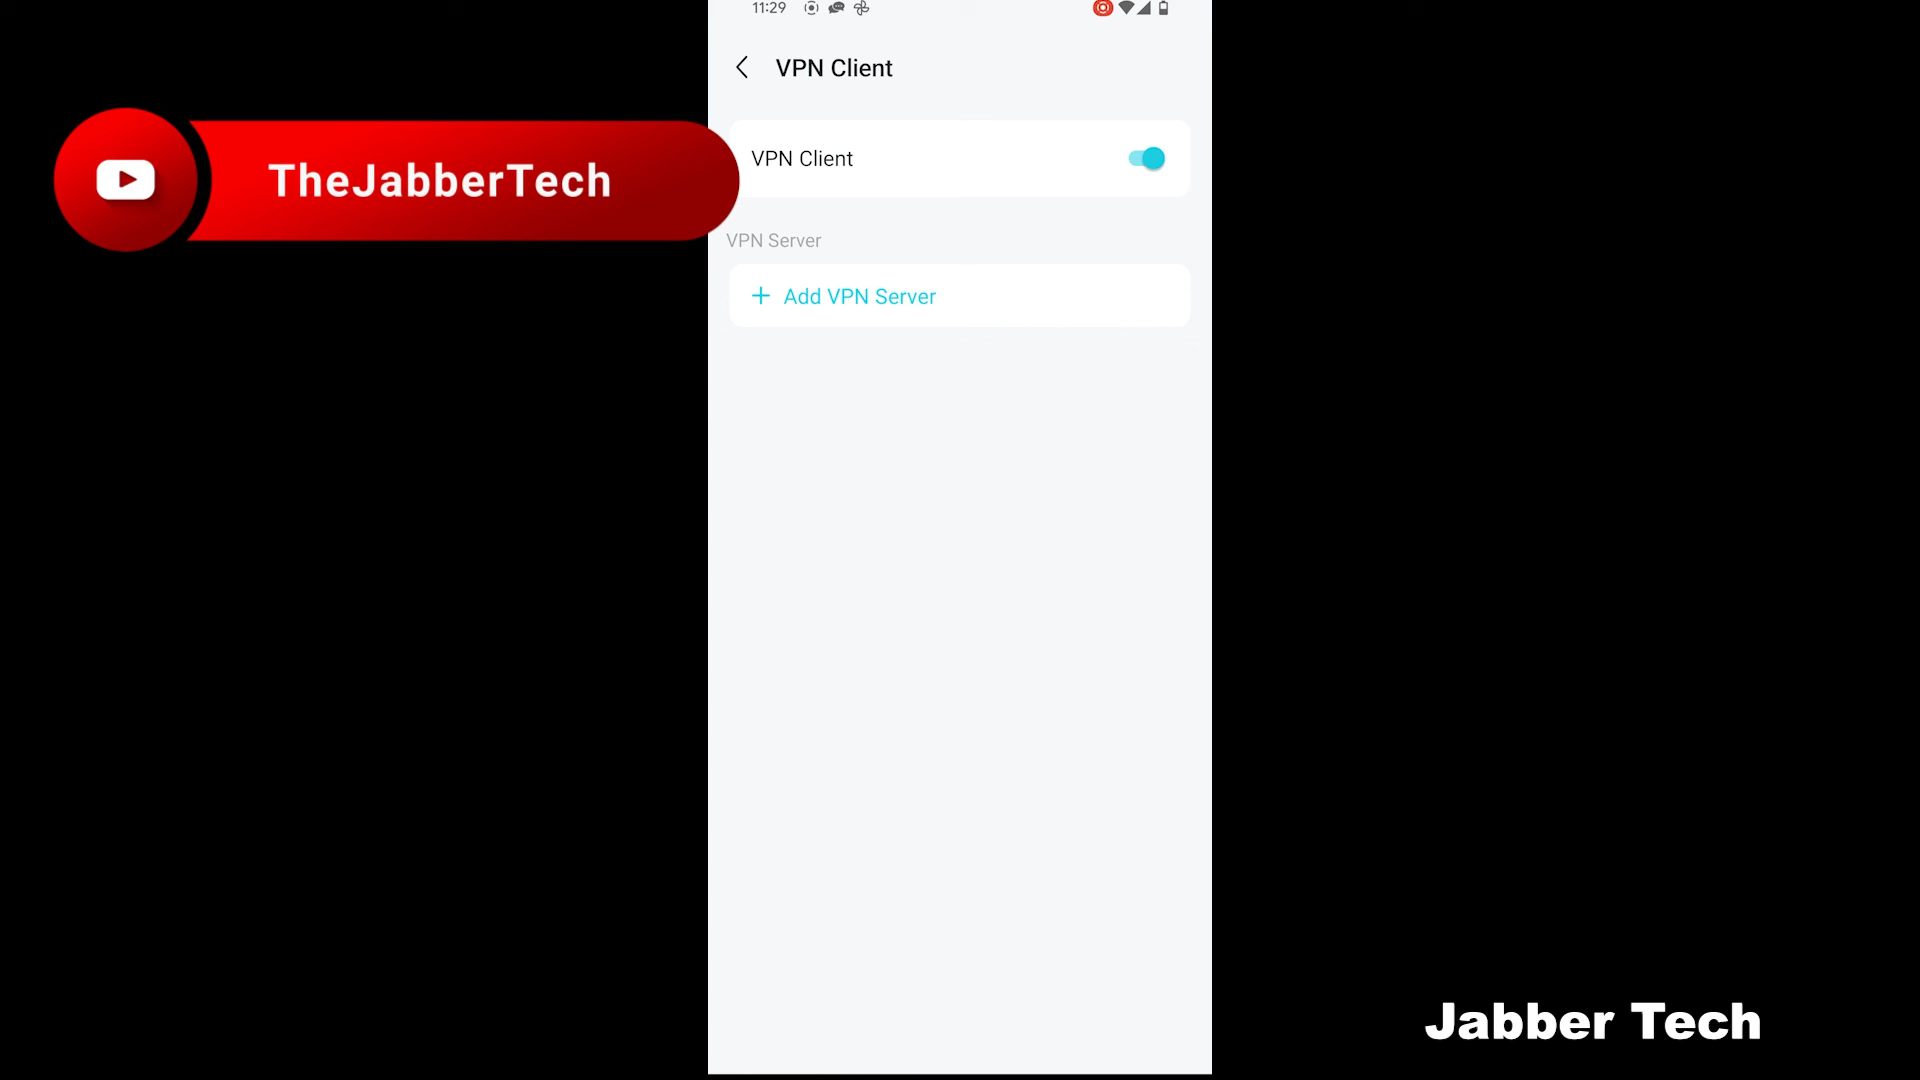 11:29
VPN Client
TheJabberTech
VPN Client
VPN Server
+ Add VPN Server
Jabber Tech